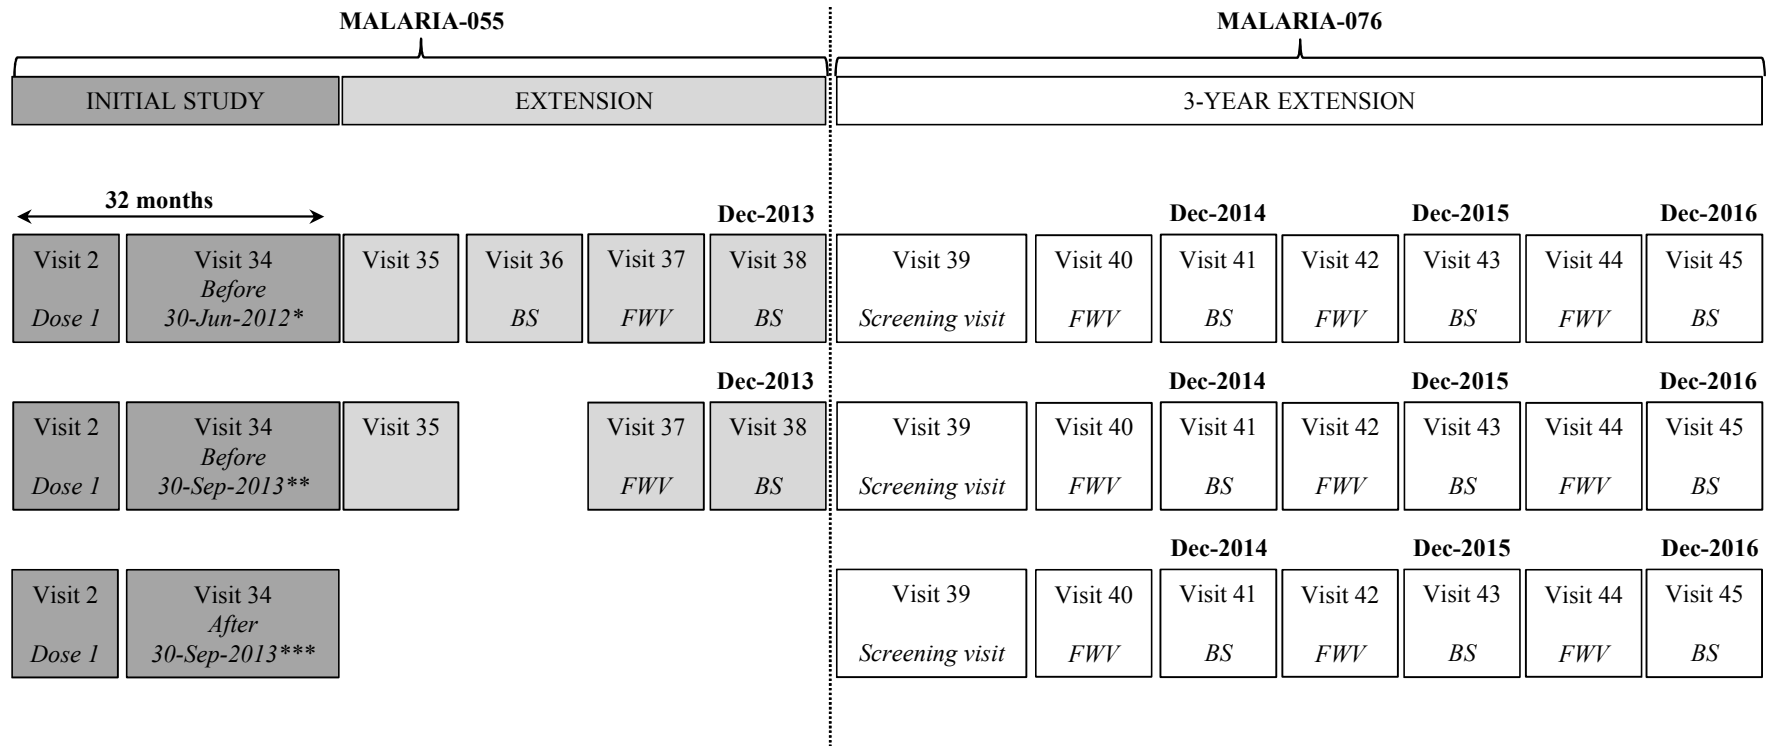 MALARIA-055 MALARIA-076
INITIAL STUDY EXTENSION 3-YEAR EXTENSION
32 months
Dec-2013 Dec-2014 Dec-2015 Dec-2016
Visit 2 Visit 34 Visit 35 Visit 36 Visit 37 Visit 38 Visit 39 Visit 40 Visit 41 Visit 42 Visit 43 Visit 44 Visit 45
Before
Dose 1 30-Jun-2012* BS FWV BS Screening visit FWV BS FWV BS FWV BS
Dec-2013 Dec-2014 Dec-2015 Dec-2016
Visit 2 Visit 34 Visit 35 Visit 37 Visit 38 Visit 39 Visit 40 Visit 41 Visit 42 Visit 43 Visit 44 Visit 45
Before
Dose 1 30-Sep-2013** FWV BS Screening visit FWV BS FWV BS FWV BS
Dec-2014 Dec-2015 Dec-2016
Visit 2 Visit 34 Visit 39 Visit 40 Visit 41 Visit 42 Visit 43 Visit 44 Visit 45
After
Dose 1 30-Sep-2013*** Screening visit FWV BS FWV BS FWV BS